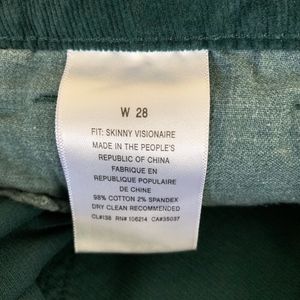 W 28
FIT: SKINNY VISIONAIRE
MADE IN THE PEOPLE'S
REPUBLIC OF CHINA
FABRIQUE EN
REPUBLIQUE POPULAIRE
DE CHINE
98% COTTON 2% SPANDEX
DRY CLEAN RECOMMENDED
CL#138 RN# 106214 CA#35037